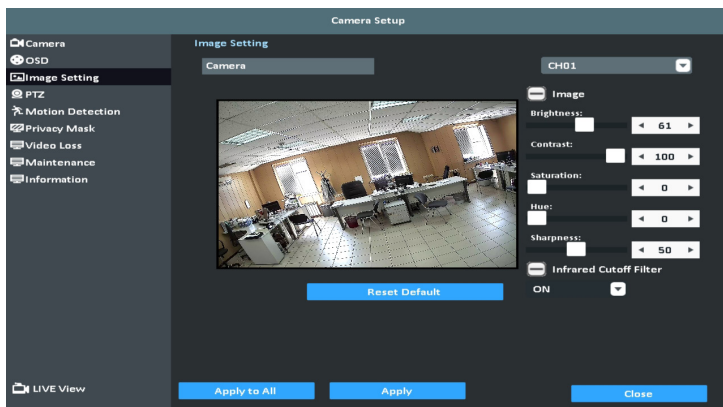 Camera Setup
Camera
OSD
Image Setting
PTZ
Motion Detection
Privacy Mask
Video Loss
Maintenance
Information
LIVE View
Image Setting
Camera
CH01
Image
Brightness:
61
Contrast:
100
Saturation:
0
Hue:
0
Sharpness:
50
Infrared Cutoff Filter
ON
Reset Default
Apply to All
Apply
Close